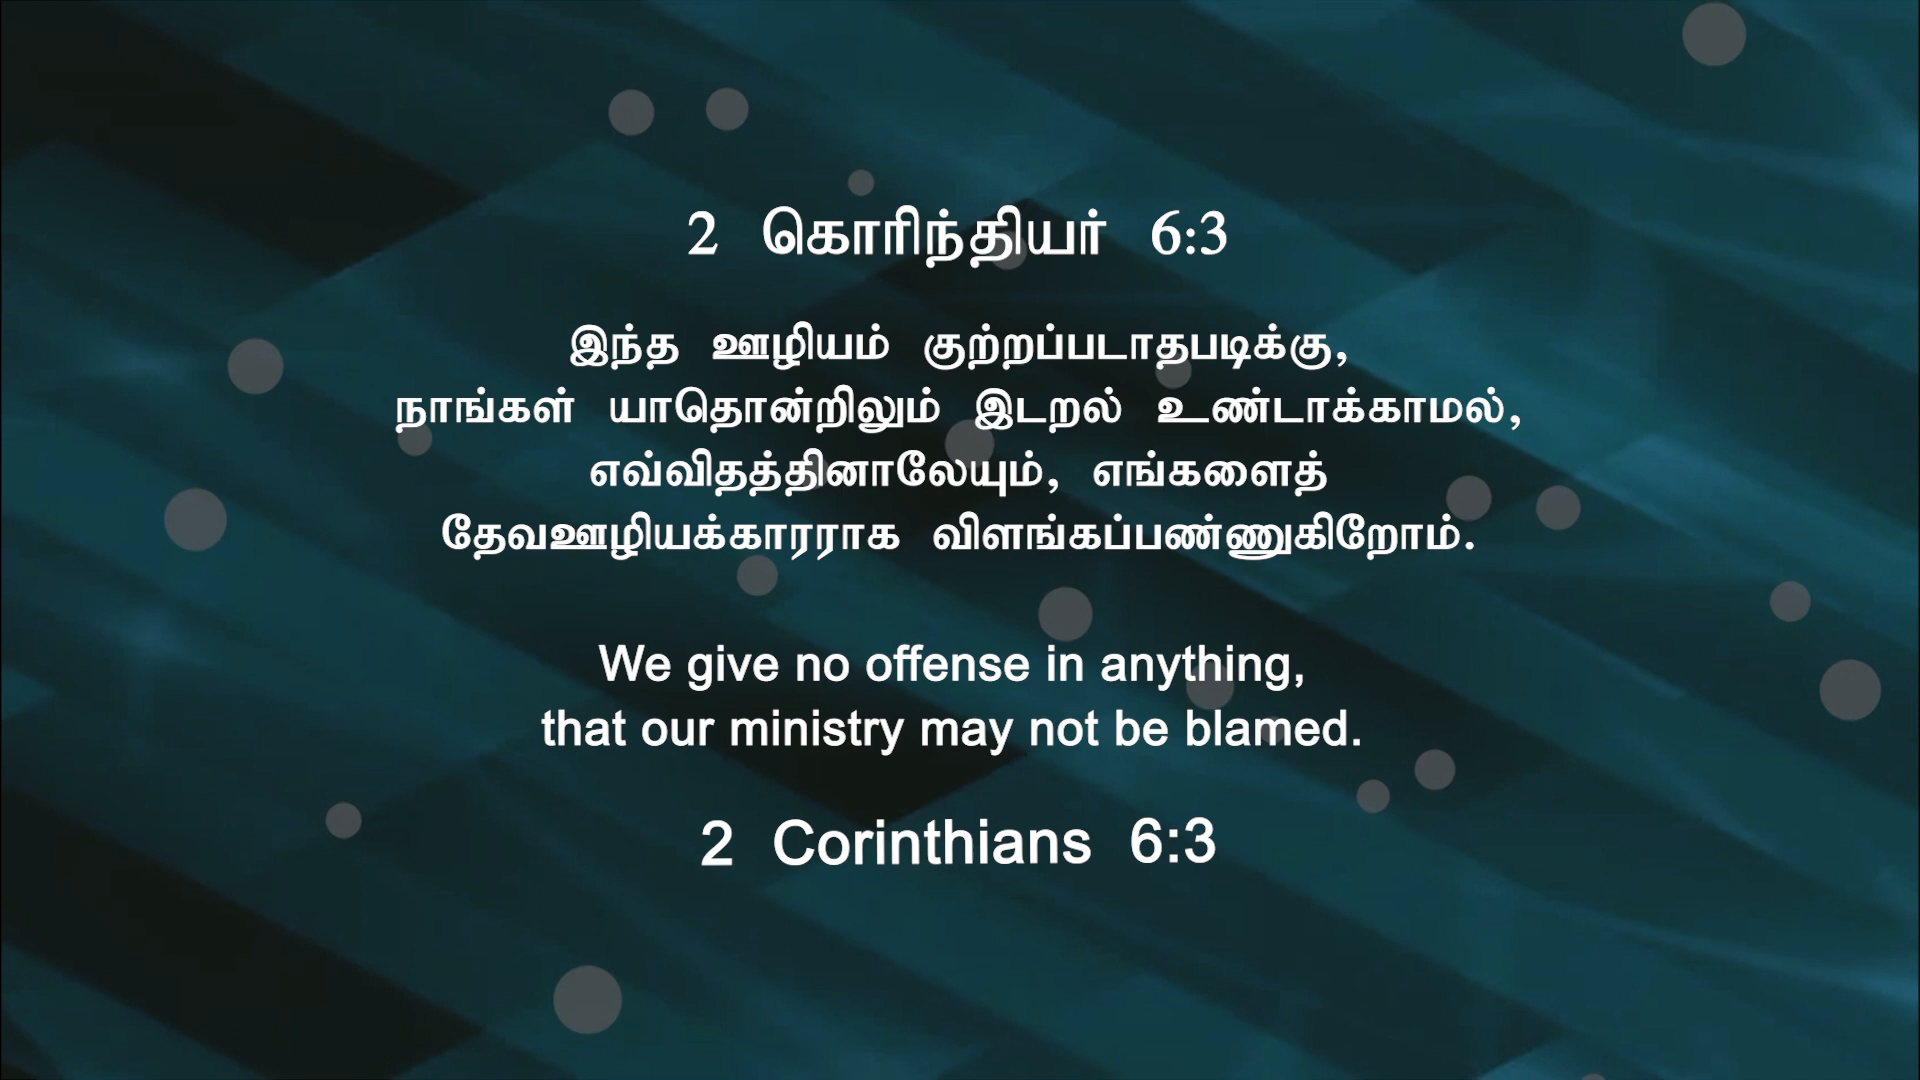 2 கொரிந்தியர் 6:3
இந்த ஊழியம் குற்றப்படாதபடிக்கு,
நாங்கள் யாதொன்றிலும் இடறல் உண்டாக்காமல்,
எவ்விதத்தினாலேயும், எங்களைத்
தேவஊழியக்காரராக விளங்கப்பண்ணுகிறோம்.
We give no offense in anything,
that our ministry may not be blamed.
2 Corinthians 6:3